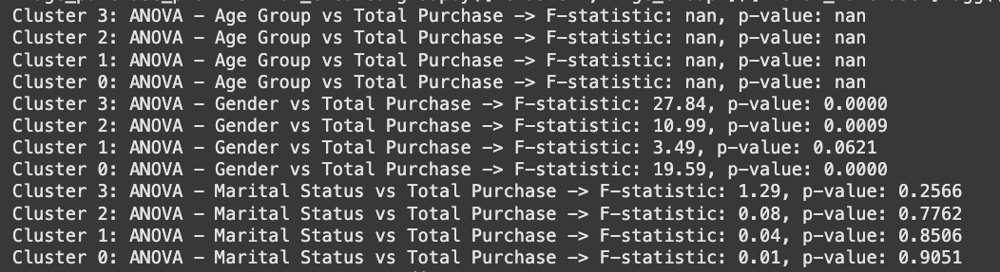 Cluster 3: ANOVA – Age Group vs Total Purchase -> F-statistic: nan, p-value: nan
Cluster 2: ANOVA – Age Group vs Total Purchase -> F-statistic: nan, p-value: nan
Cluster 1: ANOVA – Age Group vs Total Purchase -> F-statistic: nan, p-value: nan
Cluster 0: ANOVA – Age Group vs Total Purchase -> F-statistic: nan, p-value: nan
Cluster 3: ANOVA – Gender vs Total Purchase -> F-statistic: 27.84, p-value: 0.0000
Cluster 2: ANOVA – Gender vs Total Purchase -> F-statistic: 10.99, p-value: 0.0009
Cluster 1: ANOVA – Gender vs Total Purchase -> F-statistic: 3.49, p-value: 0.0621
Cluster 0: ANOVA – Gender vs Total Purchase -> F-statistic: 19.59, p-value: 0.0000
Cluster 3: ANOVA – Marital Status vs Total Purchase -> F-statistic: 1.29, p-value: 0.2566
Cluster 2: ANOVA – Marital Status vs Total Purchase -> F-statistic: 0.08, p-value: 0.7762
Cluster 1: ANOVA – Marital Status vs Total Purchase -> F-statistic: 0.04, p-value: 0.8506
Cluster 0: ANOVA – Marital Status vs Total Purchase -> F-statistic: 0.01, p-value: 0.9051